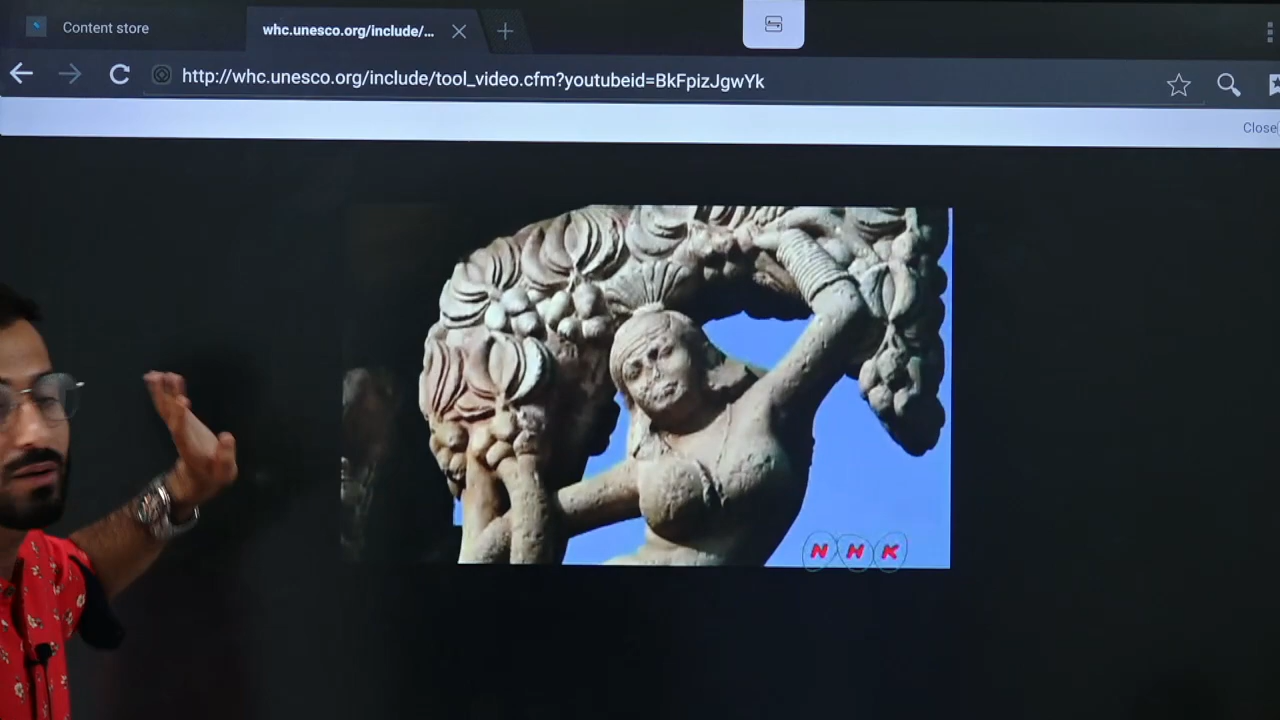 Content store
whc.unesco.org/include/...
http://whc.unesco.org/include/tool_video.cfm?youtubeid=BkFpizJgwYk
Close
NHK